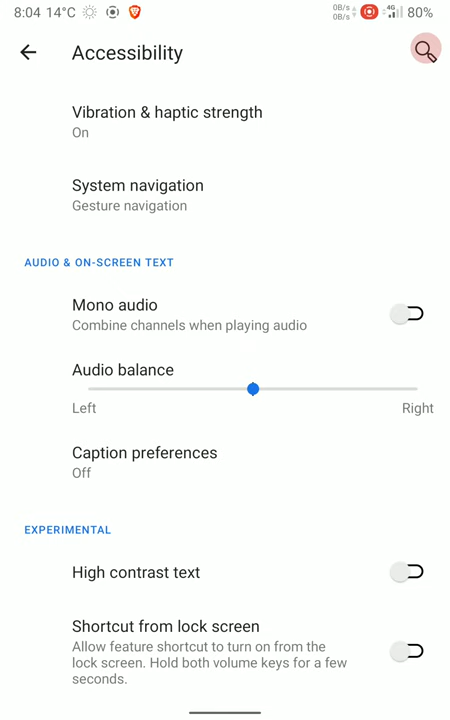 8:04 14°C 0B/s 0B/s 4G 80%
Accessibility
Vibration & haptic strength
On
System navigation
Gesture navigation
AUDIO & ON-SCREEN TEXT
Mono audio
Combine channels when playing audio
Audio balance
Left Right
Caption preferences
Off
EXPERIMENTAL
High contrast text
Shortcut from lock screen
Allow feature shortcut to turn on from the
lock screen. Hold both volume keys for a few
seconds.